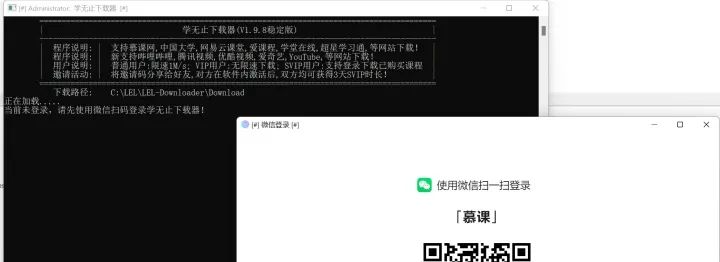 [#] Administrator: 学无止下载器 [#]
学无止下载器(V1.9.8稳定版)
程序说明: | 支持慕课网,中国大学,网易云课堂,爱课程,学堂在线,超星学习通,等网站下载!
程序说明: | 新支持哔哩哔哩,腾讯视频,优酷视频,爱奇艺,YouTube,等网站下载!
用户说明: | 普通用户:限速1M/s; VIP用户:无限速下载; SVIP用户:支持登录下载已购买课程
邀请活动: | 将邀请码分享给好友,对方在软件内激活后,双方均可获得3天SVIP时长!
下载路径: C:\LEL\LEL-Downloader\Download
正在加载.....
当前未登录，请先使用微信扫码登录学无止下载器!
[#] 微信登录 [#]
使用微信扫一扫登录
「慕课」